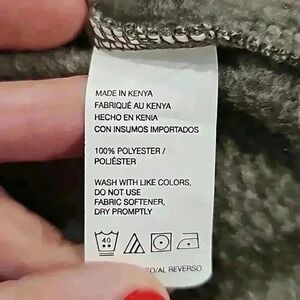 MADE IN KENYA
FABRIQUÉ AU KENYA
HECHO EN KENIA
CON INSUMOS IMPORTADOS
100% POLYESTER /
POLIÉSTER
WASH WITH LIKE COLORS,
DO NOT USE
FABRIC SOFTENER,
DRY PROMPTLY
40
AL REVERSO